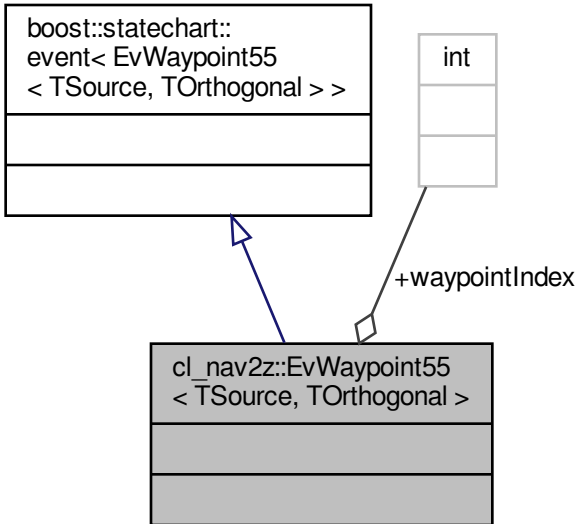 boost::statechart::
event< EvWaypoint55
< TSource, TOrthogonal > >
int
+waypointIndex
cl_nav2z::EvWaypoint55
< TSource, TOrthogonal >